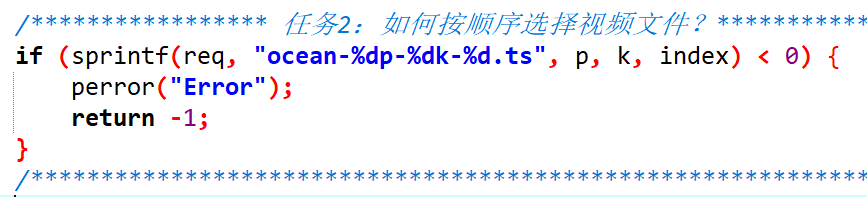 /***************** 任务2：如何按顺序选择视频文件？***********
if (sprintf(req, "ocean-%dp-%dk-%d.ts", p, k, index) < 0) {
    perror("Error");
    return -1;
}
/************************************************************